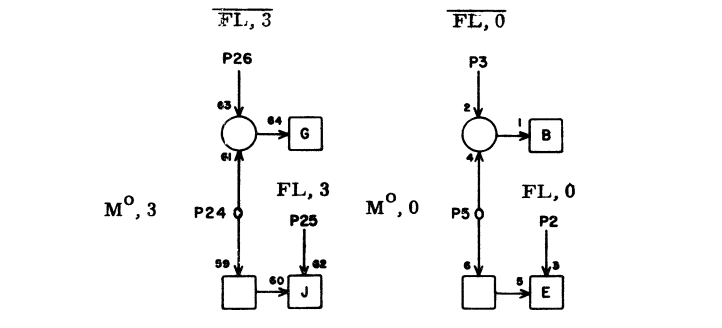 FL, 3 FL, 0
P26 P3
63 2
64 1
G B
61 4
FL, 3 FL, 0
M°, 3 P24 P25 M°, 0 P5 P2
59 62 6 3
60 5
J E